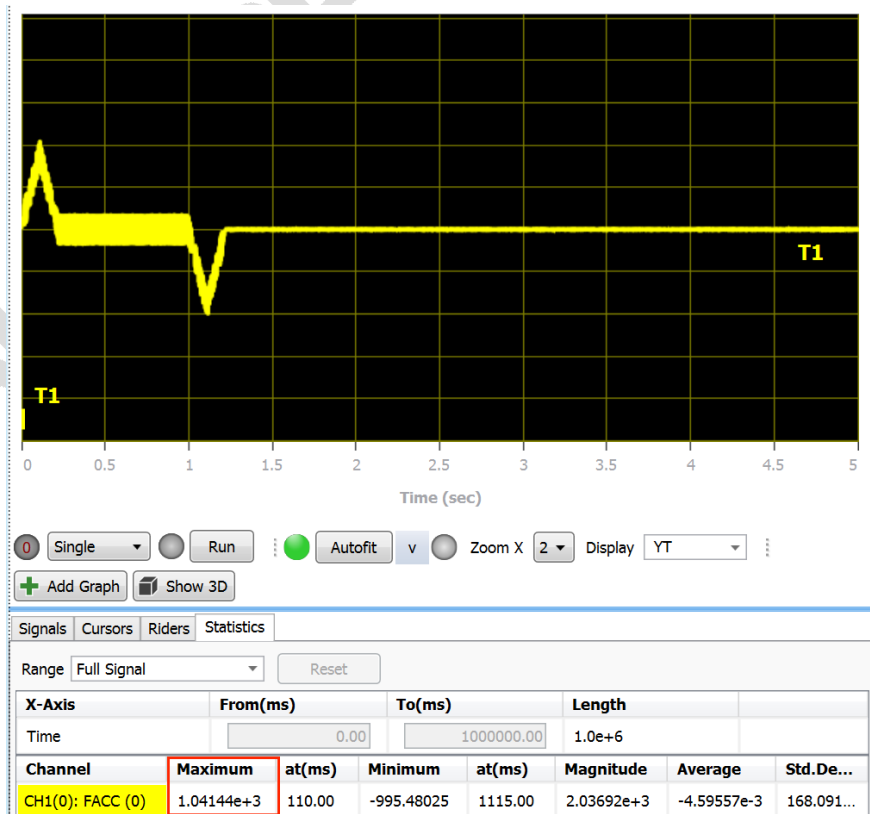 T1
T1
0 0.5 1 1.5 2 2.5 3 3.5 4 4.5 5
Time (sec)
0 Single Run Autofit v Zoom X 2 Display YT
Add Graph Show 3D
Signals Cursors Riders Statistics
Range Full Signal Reset
X-Axis From(ms) To(ms) Length
Time 0.00 1000000.00 1.0e+6
Channel Maximum at(ms) Minimum at(ms) Magnitude Average Std.De...
CH1(0): FACC (0) 1.04144e+3 110.00 -995.48025 1115.00 2.03692e+3 -4.59557e-3 168.091...